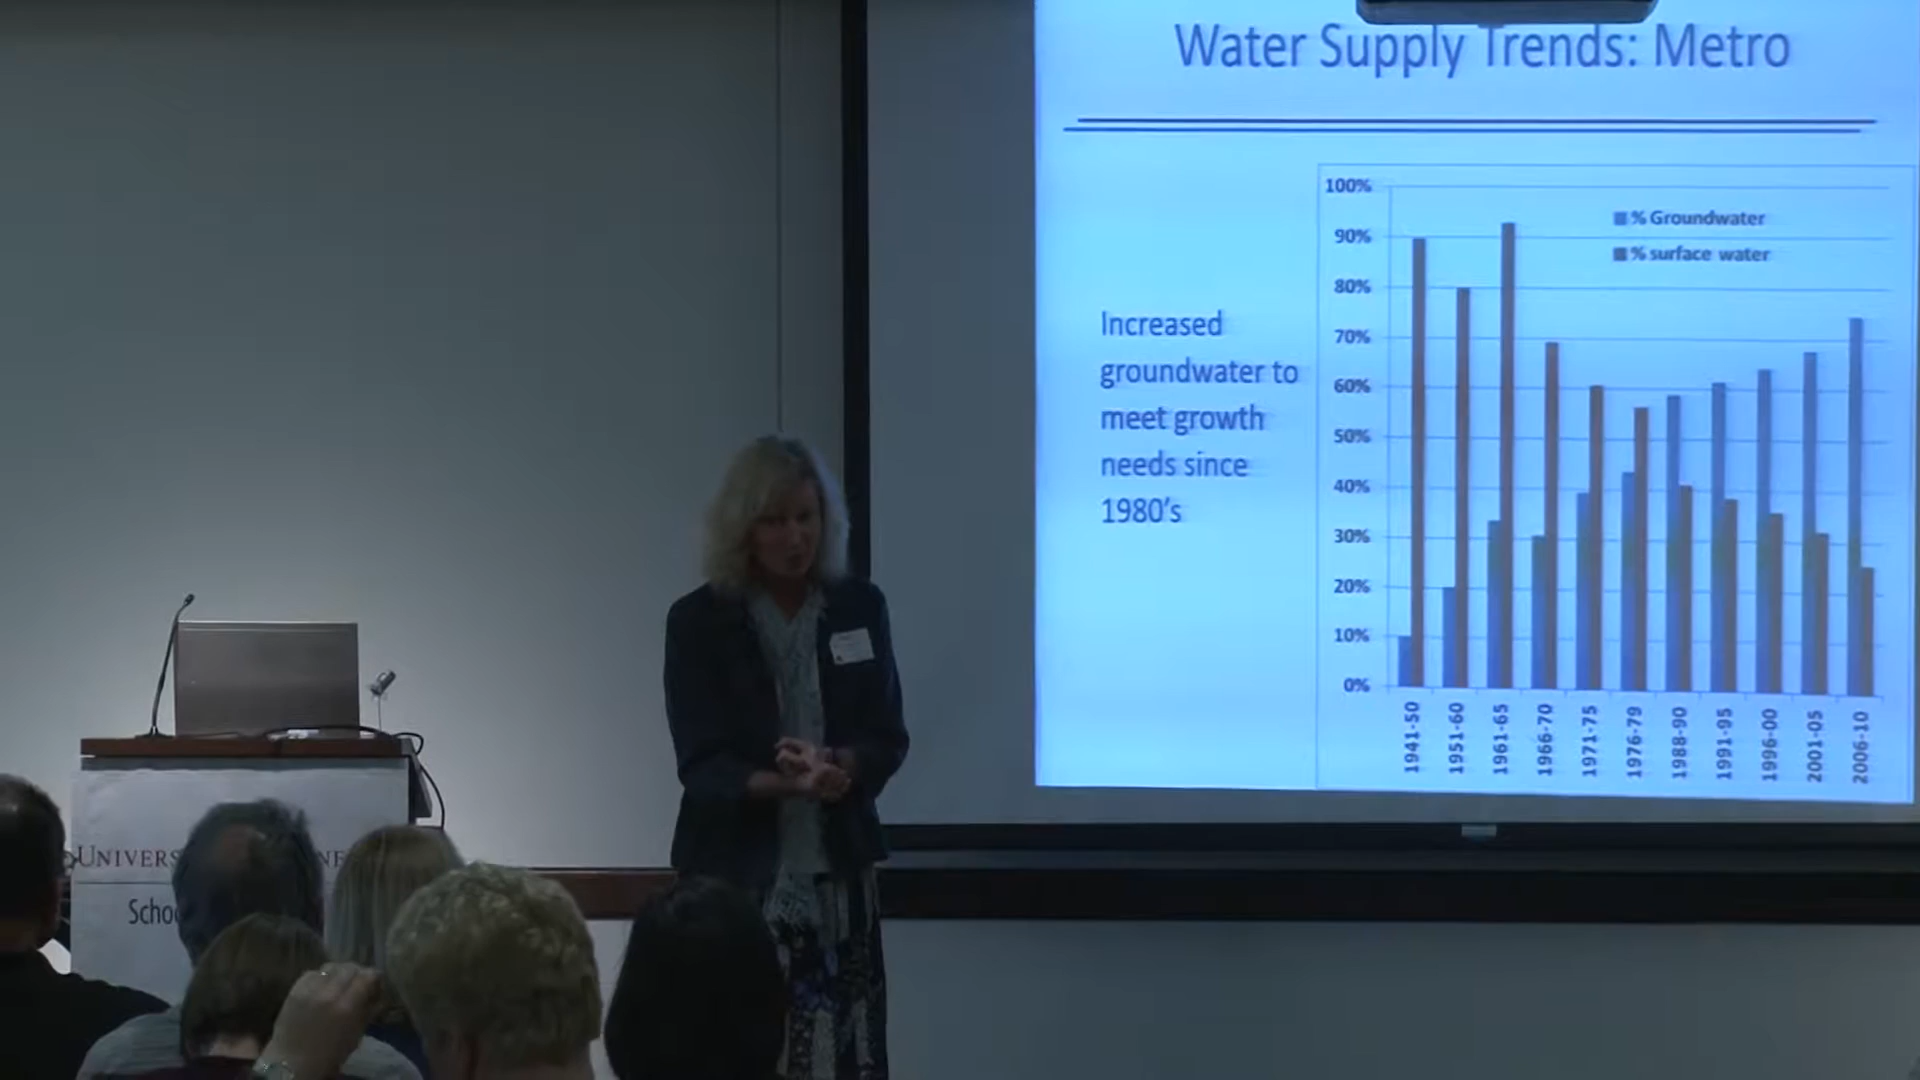 Water Supply Trends: Metro
Increased
groundwater to
meet growth
needs since
1980's
100%
90%
80%
70%
60%
50%
40%
30%
20%
10%
0%
% Groundwater
% surface water
1941-50
1951-60
1961-65
1966-70
1971-75
1976-79
1988-90
1991-95
1996-00
2001-05
2006-10